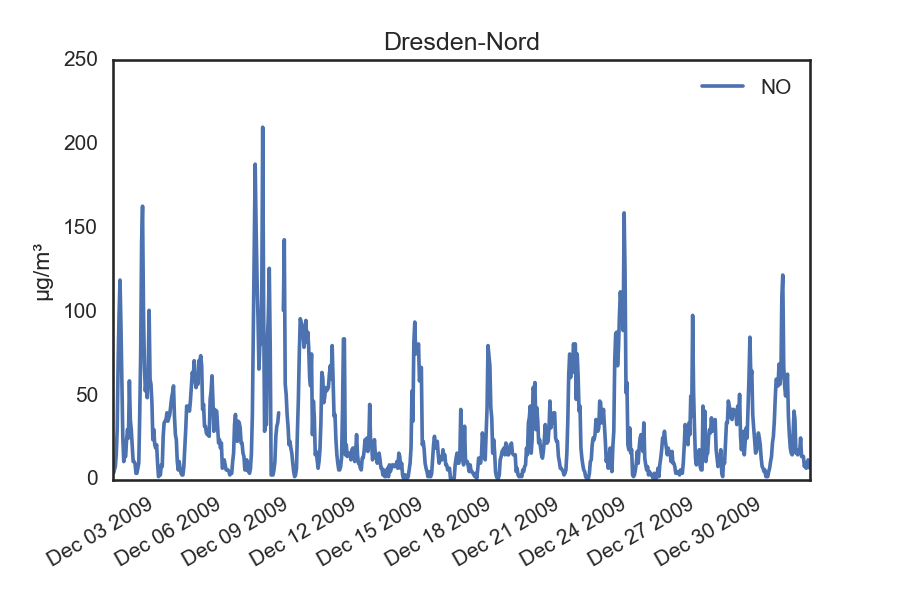 Dresden-Nord
250
200
150
100
50
0
µg/m³
NO
Dec 03 2009
Dec 06 2009
Dec 09 2009
Dec 12 2009
Dec 15 2009
Dec 18 2009
Dec 21 2009
Dec 24 2009
Dec 27 2009
Dec 30 2009